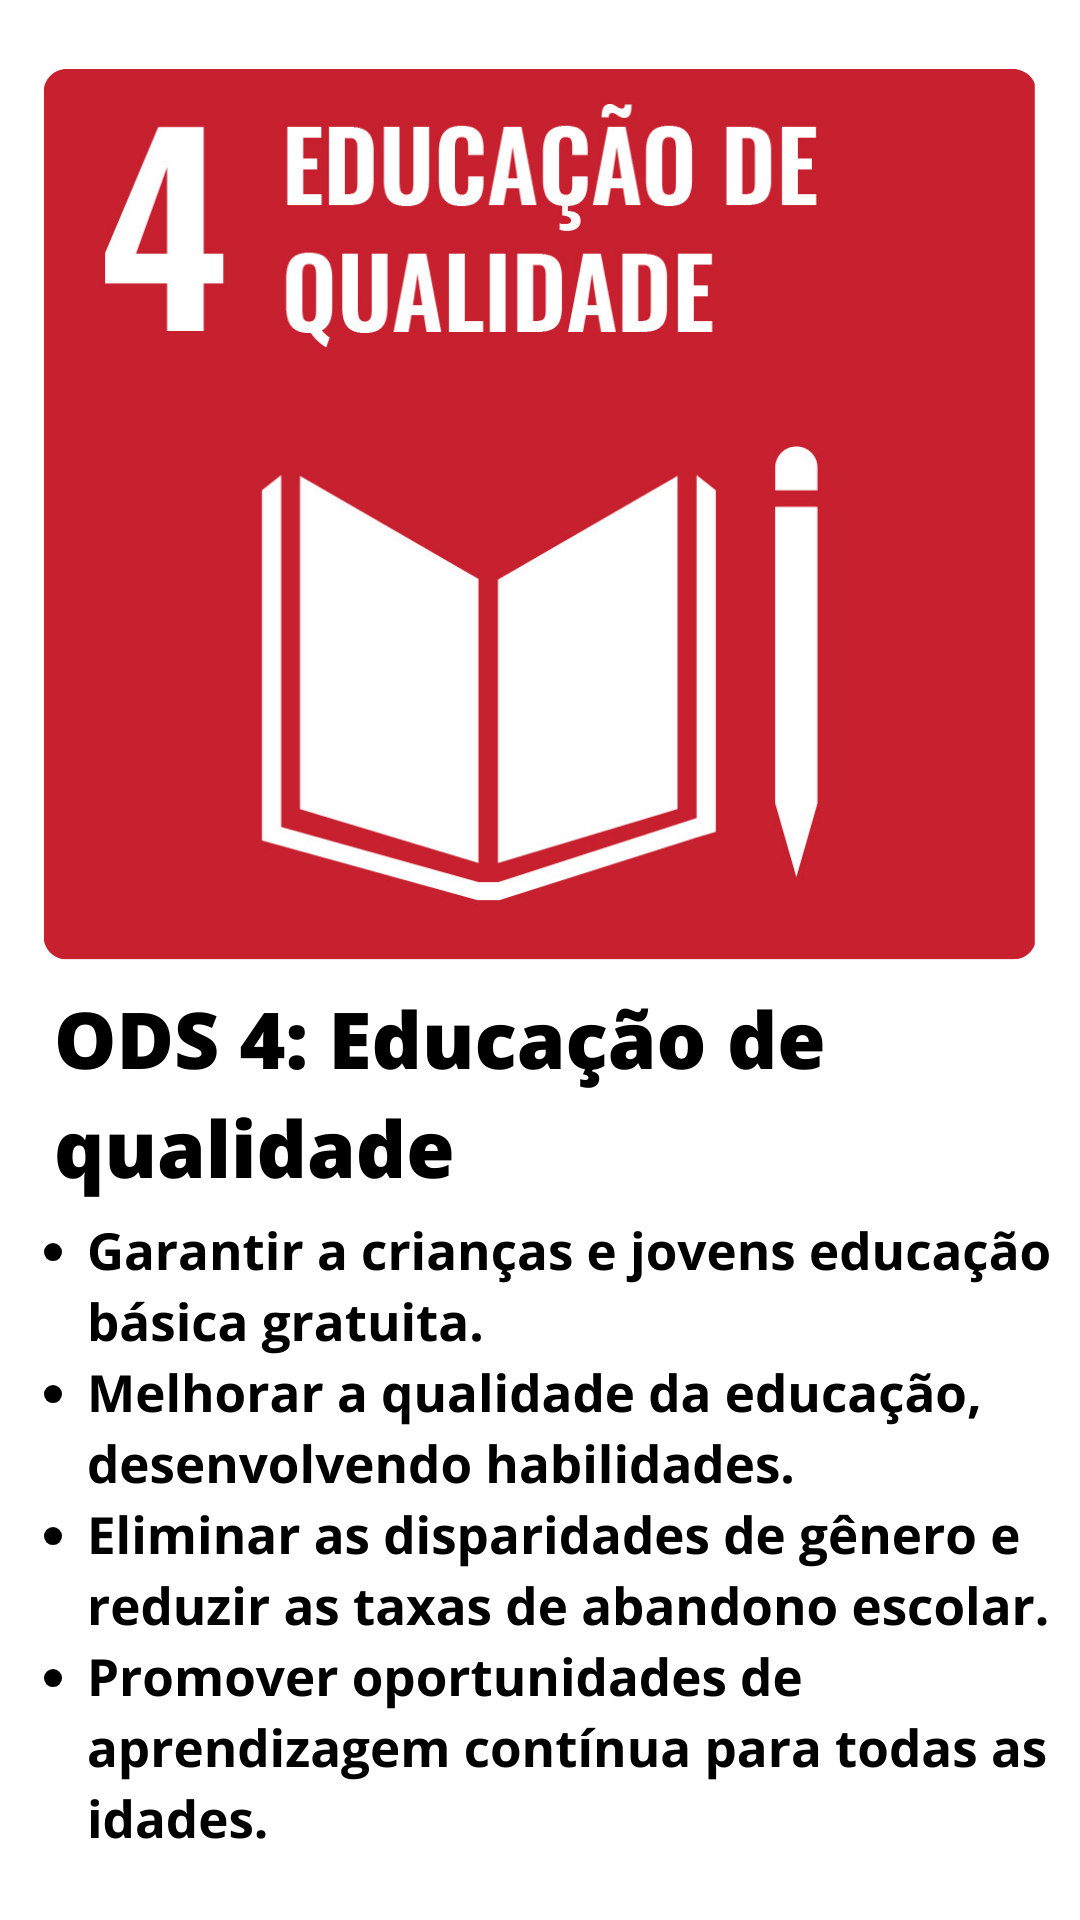 4
EDUCAÇÃO DE
QUALIDADE
ODS 4: Educação de
qualidade
• Garantir a crianças e jovens educação
básica gratuita.
• Melhorar a qualidade da educação,
desenvolvendo habilidades.
• Eliminar as disparidades de gênero e
reduzir as taxas de abandono escolar.
• Promover oportunidades de
aprendizagem contínua para todas as
idades.